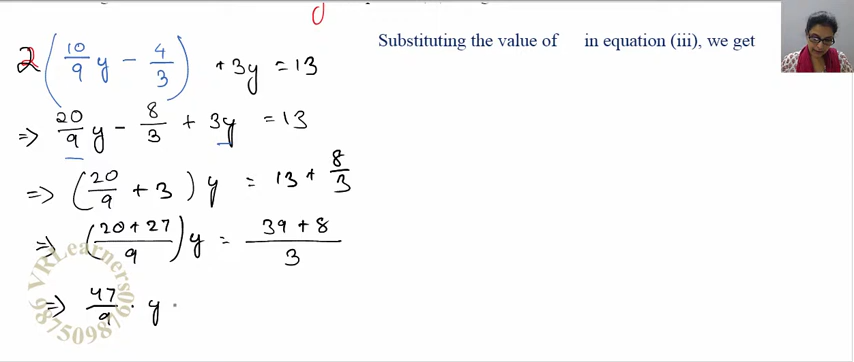 Substituting the value of in equation (iii), we get
2(10/9 y - 4/3) + 3y = 13
=> 20/9 y - 8/3 + 3y = 13
=> (20/9 + 3) y = 13 + 8/3
=> (20+27/9) y = 39+8/3
=> 47/9 · y
VRLearners